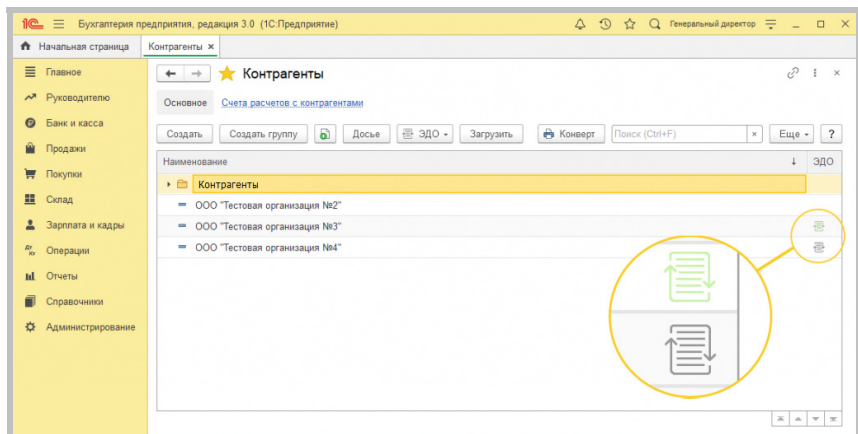 1С Бухгалтерия предприятия, редакция 3.0 (1С:Предприятие) Генеральный директор
Начальная страница Контрагенты ×
Главное
Руководителю
Банк и касса
Продажи
Покупки
Склад
Зарплата и кадры
Операции
Отчеты
Справочники
Администрирование
Контрагенты
Основное Счета расчетов с контрагентами
Создать Создать группу Досье ЭДО Загрузить Конверт Поиск (Ctrl+F) × Еще ?
Наименование ↓ ЭДО
Контрагенты
ООО "Тестовая организация №2"
ООО "Тестовая организация №3"
ООО "Тестовая организация №4"